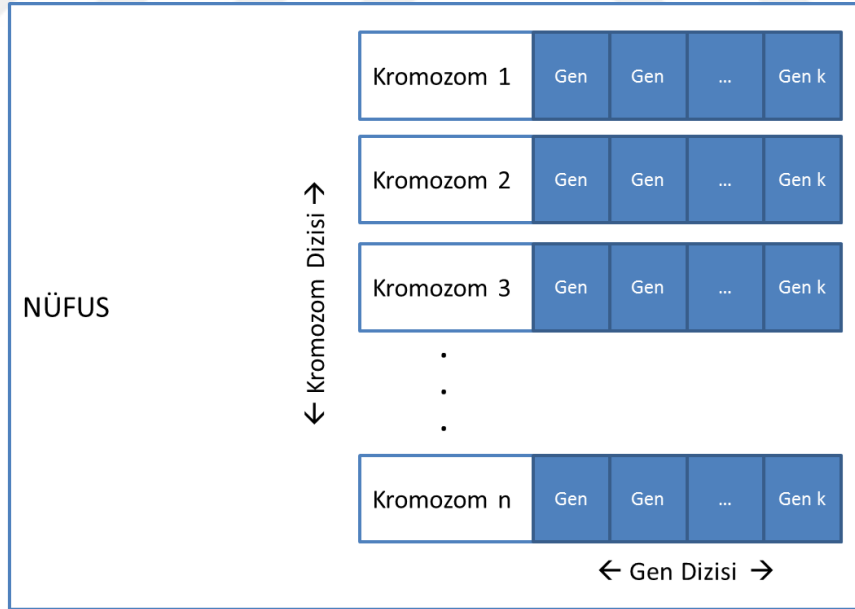 Kromozom 1 Gen Gen ... Gen k
Kromozom 2 Gen Gen ... Gen k
← Kromozom Dizisi →
Kromozom 3 Gen Gen ... Gen k
NÜFUS
.
.
.
Kromozom n Gen Gen ... Gen k
← Gen Dizisi →